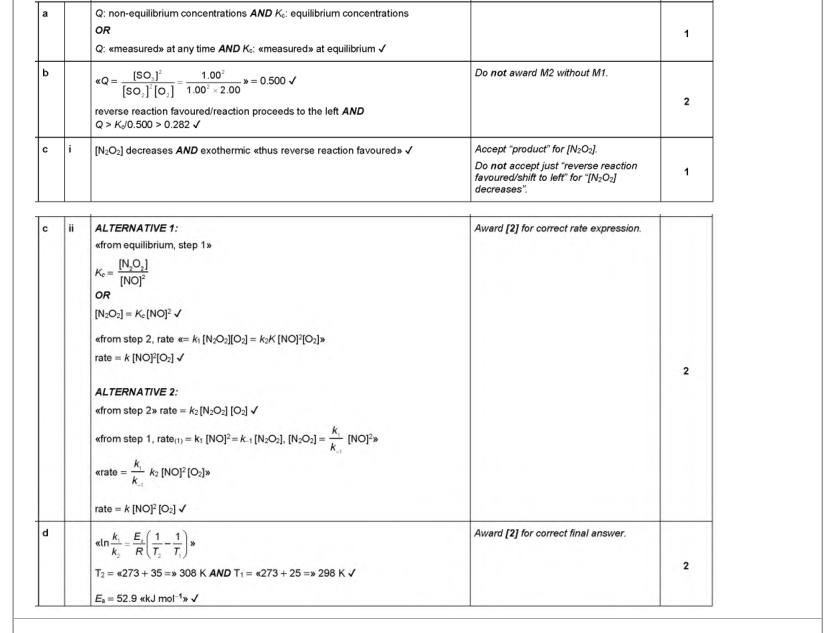 a
Q: non-equilibrium concentrations AND Kc: equilibrium concentrations
OR
Q: «measured» at any time AND Kc: «measured» at equilibrium ✓
1
b
«Q = [SO₃]² / [SO₂]²[O₂] = 1.00² / 1.00² × 2.00 » = 0.500 ✓
reverse reaction favoured/reaction proceeds to the left AND
Q > Kc/0.500 > 0.282 ✓
Do not award M2 without M1.
2
c i
[N₂O₂] decreases AND exothermic «thus reverse reaction favoured» ✓
Accept "product" for [N₂O₂].
Do not accept just "reverse reaction
favoured/shift to left" for "[N₂O₂]
decreases".
1
c ii
ALTERNATIVE 1:
«from equilibrium, step 1»
Kc = [N₂O₂] / [NO]²
OR
[N₂O₂] = Kc [NO]² ✓
«from step 2, rate «= k₁ [N₂O₂][O₂] = k₂K [NO]²[O₂]»
rate = k [NO]²[O₂] ✓
ALTERNATIVE 2:
«from step 2» rate = k₂ [N₂O₂] [O₂] ✓
«from step 1, rate(1) = k₁ [NO]² = k₋₁ [N₂O₂], [N₂O₂] = k₁ / k₋₁ [NO]²»
«rate = k₁ / k₋₁ k₂ [NO]² [O₂]»
rate = k [NO]² [O₂] ✓
Award [2] for correct rate expression.
2
d
«ln k₁ / k₂ = Eₐ / R (1 / T₂ − 1 / T₁) »
T₂ = «273 + 35 =» 308 K AND T₁ = «273 + 25 =» 298 K ✓
Eₐ = 52.9 «kJ mol⁻¹» ✓
Award [2] for correct final answer.
2